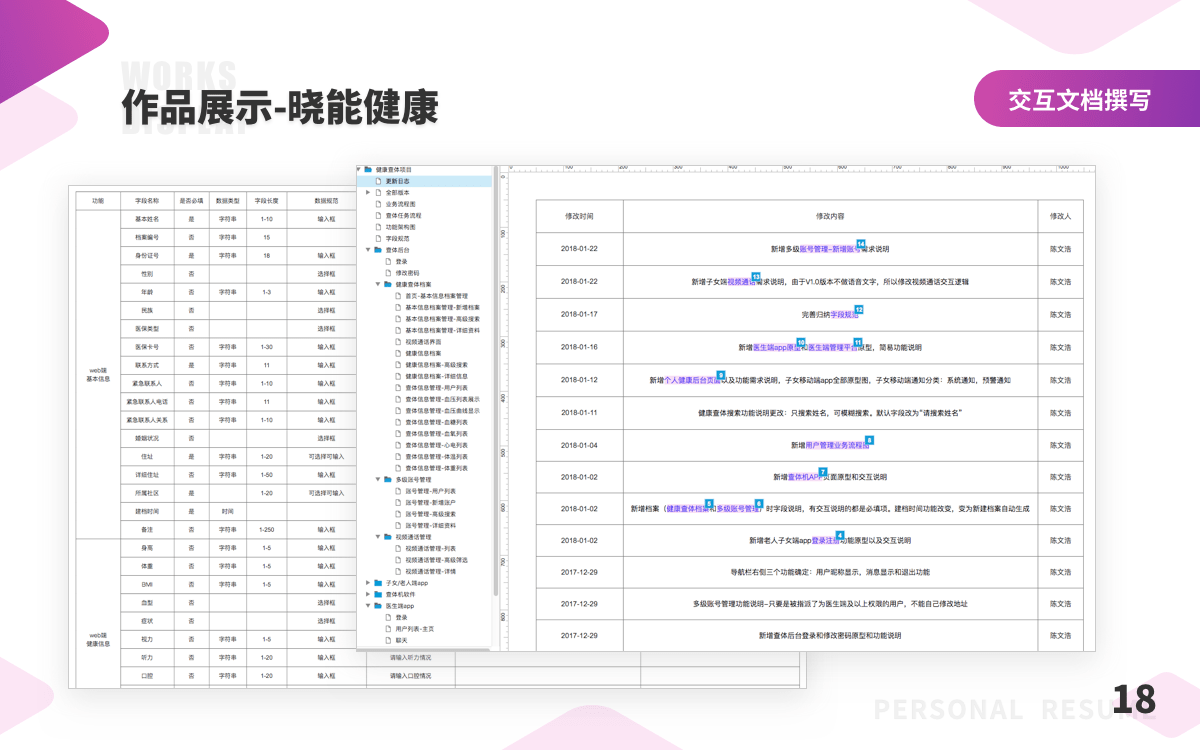 WORKS
DISPLAY
作品展示-晓能健康
交互文档撰写
功能 字段名称 是否必填 数据类型 字段长度 数据规范
web端
基本信息
基本姓名 是 字符串 1-10 输入框
档案编号 否 字符串 15
身份证号 是 字符串 18 输入框
性别 否 选择框
年龄 否 字符串 1-3 输入框
民族 否 选择框
医保类型 否 选择框
医保卡号 否 字符串 1-30 输入框
联系方式 是 字符串 11 输入框
紧急联系人 否 字符串 1-10 输入框
紧急联系人电话 否 字符串 11 输入框
紧急联系人关系 否 字符串 1-10 输入框
婚姻状况 否 选择框
住址 是 字符串 1-20 可选择可输入
详细住址 否 字符串 1-50 输入框
所属社区 是 1-20 可选择可输入
建档时间 是 时间
备注 否 字符串 1-250 输入框
web端
健康信息
身高 否 字符串 1-5 输入框
体重 否 字符串 1-5 输入框
BMI 否 字符串 1-5 输入框
血型 否 选择框
症状 否 选择框
视力 否 字符串 1-5 输入框
听力 否 字符串 1-20 输入框 请输入听力情况
口腔 否 字符串 1-20 输入框 请输入口腔情况
健康查体项目
更新日志
全部版本
业务流程图
查体任务流程
功能架构图
字段规范
查体后台
登录
修改密码
健康查体档案
首页-基本信息档案管理
基本信息档案管理-新增档案
基本信息档案管理-高级搜索
基本信息档案管理-详细资料
视频通话界面
健康信息档案
健康信息档案-高级搜索
健康信息档案-详细信息
查体信息管理-用户列表
查体信息管理-血压列表展示
查体信息管理-血压曲线显示
查体信息管理-血糖列表
查体信息管理-血氧列表
查体信息管理-心电列表
查体信息管理-体温列表
查体信息管理-体重列表
多级账号管理
账号管理-用户列表
账号管理-新增账户
账号管理-高级搜索
账号管理-详细资料
视频通话管理
视频通话管理-列表
视频通话管理-高级筛选
视频通话管理-详情
子女/老人端app
查体机软件
医生端app
登录
用户列表-主页
聊天
0 100 200 300 400 500 600 700 800 900 1000
0
100
200
300
400
500
600
700
800
修改时间 修改内容 修改人
2018-01-22 新增多级账号管理-新增账号需求说明 14 陈文浩
2018-01-22 新增子女端视频通话需求说明，由于V1.0版本不做语音文字，所以修改视频通话交互逻辑 13 陈文浩
2018-01-17 完善归纳字段规范 12 陈文浩
2018-01-16 新增医生端app原型和医生端管理平台原型，简易功能说明 10 11 陈文浩
2018-01-12 新增个人健康后台页面以及功能需求说明，子女移动端app全部原型图，子女移动端通知分类：系统通知，预警通知 9 陈文浩
2018-01-11 健康查体搜索功能说明更改：只搜索姓名，可模糊搜索。默认字段改为“请搜索姓名” 陈文浩
2018-01-04 新增用户管理业务流程图 8 陈文浩
2018-01-02 新增查体机APP页面原型和交互说明 7 陈文浩
2018-01-02 新增档案（健康查体档案和多级账号管理）时字段说明，有交互说明的都是必填项。建档时间功能改变，变为新建档案自动生成 5 6 陈文浩
2018-01-02 新增老人子女端app登录注册功能原型以及交互说明 4 陈文浩
2017-12-29 导航栏右侧三个功能确定：用户昵称显示，消息显示和退出功能 陈文浩
2017-12-29 多级账号管理功能说明-只要是被指派了为医生端及以上权限的用户，不能自己修改地址 陈文浩
2017-12-29 新增查体后台登录和修改密码原型和功能说明 陈文浩
PERSONAL RESUME
18